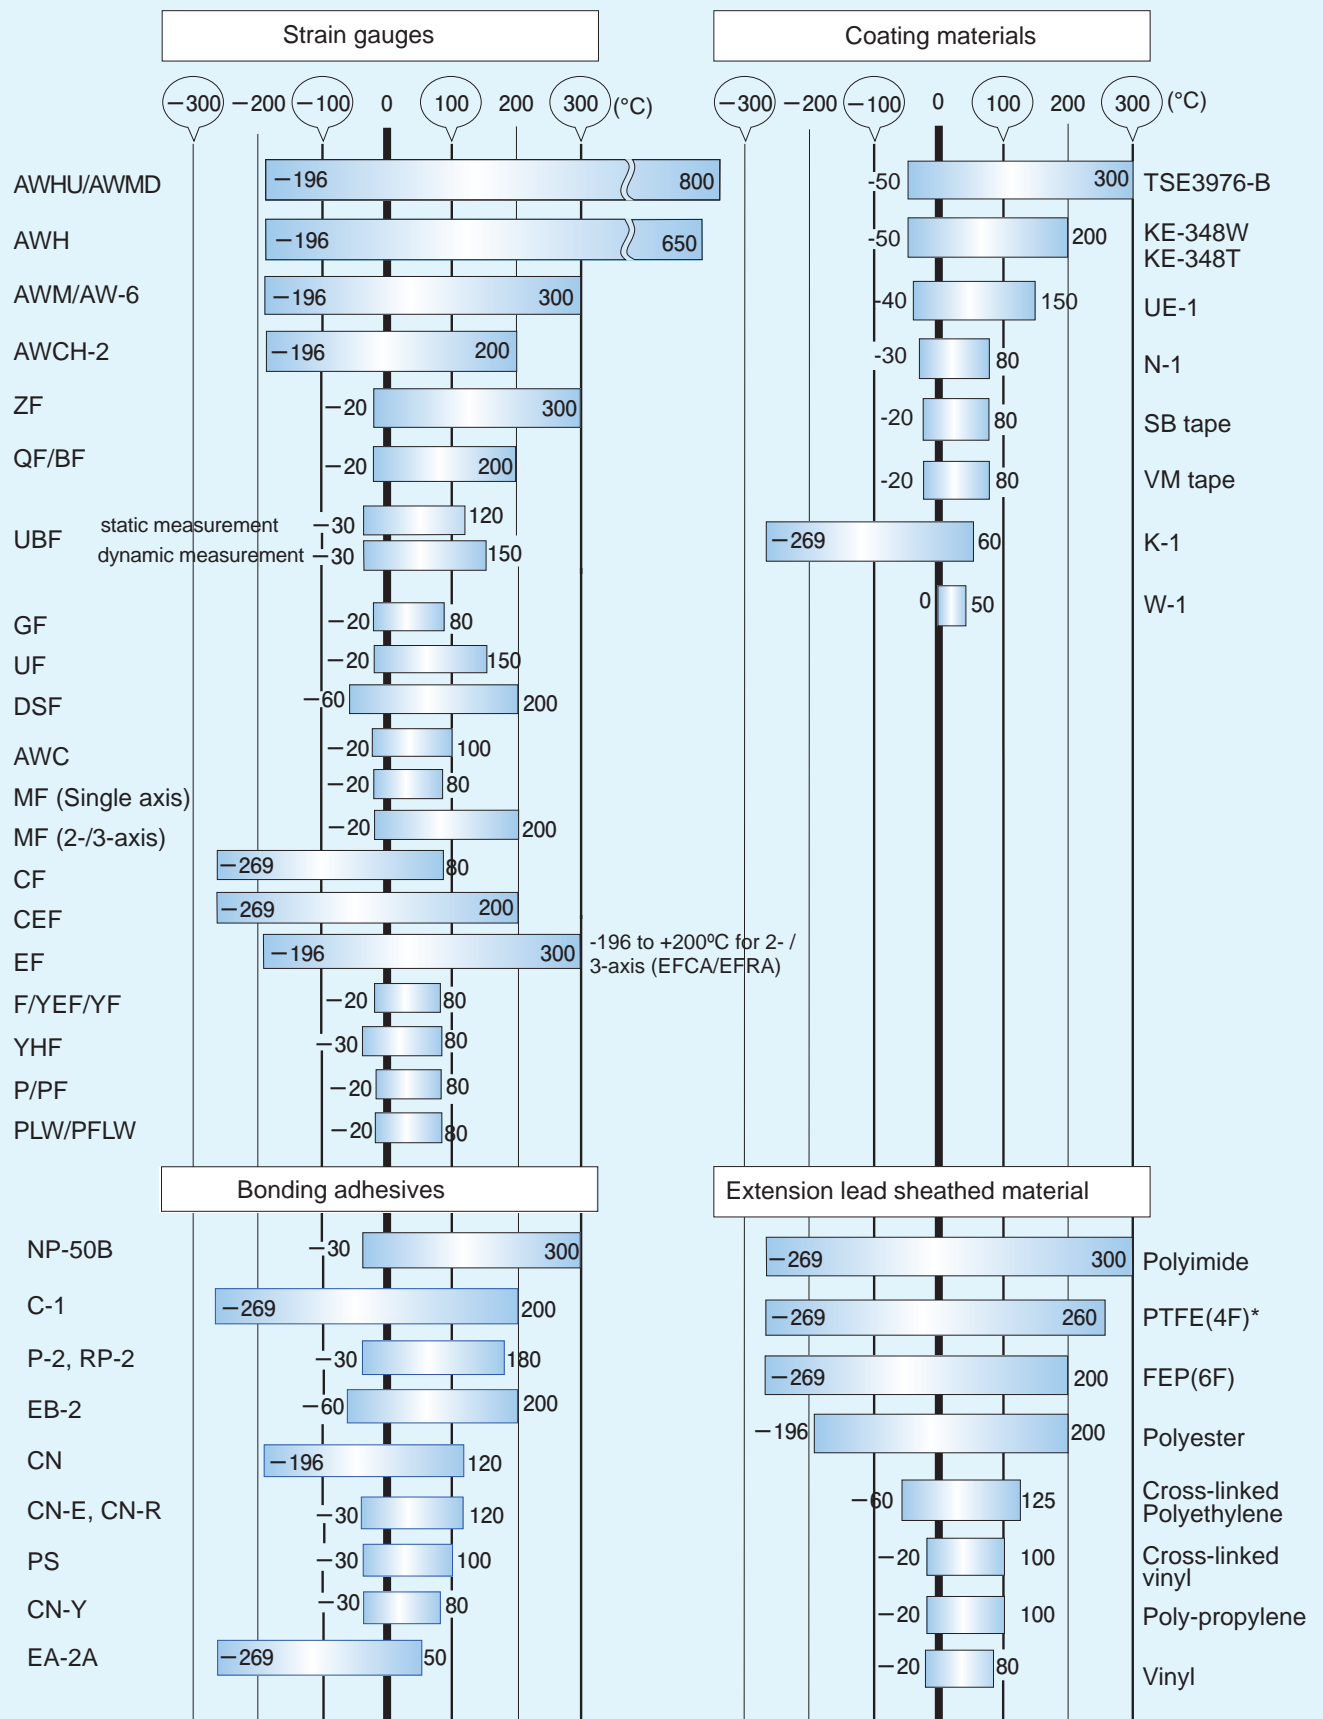 Strain gauges
−300 −200 −100 0 100 200 300 (°C)
AWHU/AWMD −196 800
AWH −196 650
AWM/AW-6 −196 300
AWCH-2 −196 200
ZF −20 300
QF/BF −20 200
UBF
static measurement −30 120
dynamic measurement −30 150
GF −20 80
UF −20 150
DSF −60 200
AWC −20 100
MF (Single axis) −20 80
MF (2-/3-axis) −20 200
CF −269 80
CEF −269 200
EF −196 300
-196 to +200ºC for 2- /
3-axis (EFCA/EFRA)
F/YEF/YF −20 80
YHF −30 80
P/PF −20 80
PLW/PFLW −20 80
Coating materials
−300 −200 −100 0 100 200 300 (°C)
-50 300 TSE3976-B
-50 200 KE-348W
KE-348T
-40 150 UE-1
-30 80 N-1
-20 80 SB tape
-20 80 VM tape
−269 60 K-1
0 50 W-1
Bonding adhesives
NP-50B −30 300
C-1 −269 200
P-2, RP-2 −30 180
EB-2 −60 200
CN −196 120
CN-E, CN-R −30 120
PS −30 100
CN-Y −30 80
EA-2A −269 50
Extension lead sheathed material
−269 300 Polyimide
−269 260 PTFE(4F)*
−269 200 FEP(6F)
−196 200 Polyester
−60 125 Cross-linked
Polyethylene
−20 100 Cross-linked
vinyl
−20 100 Poly-propylene
−20 80 Vinyl